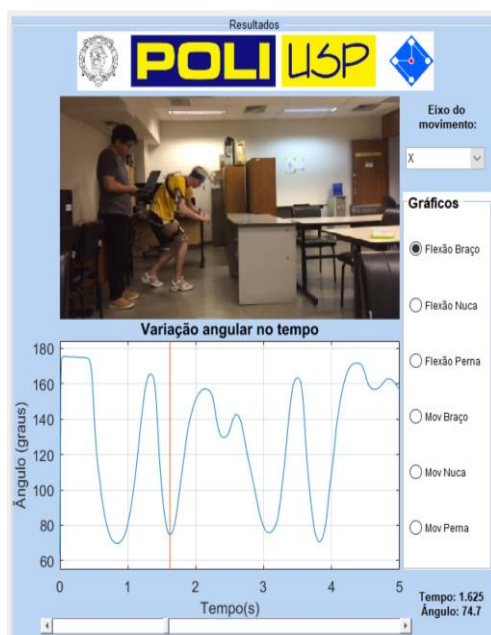 Resultados
POLI USP
Eixo do
movimento:
X
Gráficos
Flexão Braço
Flexão Nuca
Flexão Perna
Mov Braço
Mov Nuca
Mov Perna
Variação angular no tempo
Ângulo (graus)
180
160
140
120
100
80
60
0 1 2 3 4 5
Tempo(s)
Tempo: 1.625
Ângulo: 74.7